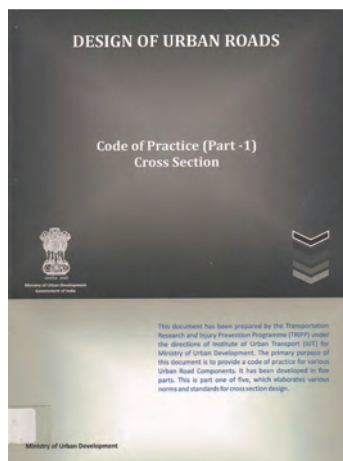 DESIGN OF URBAN ROADS
Code of Practice (Part -1)
Cross Section
Ministry of Urban Development
Government of India
This document has been prepared by the Transportation
Research and Injury Prevention Programme (TRIPP) under
the directions of Institute of Urban Transport (IUT) for
Ministry of Urban Development. The primary purpose of
this document is to provide a code of practice for various
Urban Road Components. It has been developed in five
parts. This is part one of five, which elaborates various
norms and standards for cross section design.
Ministry of Urban Development